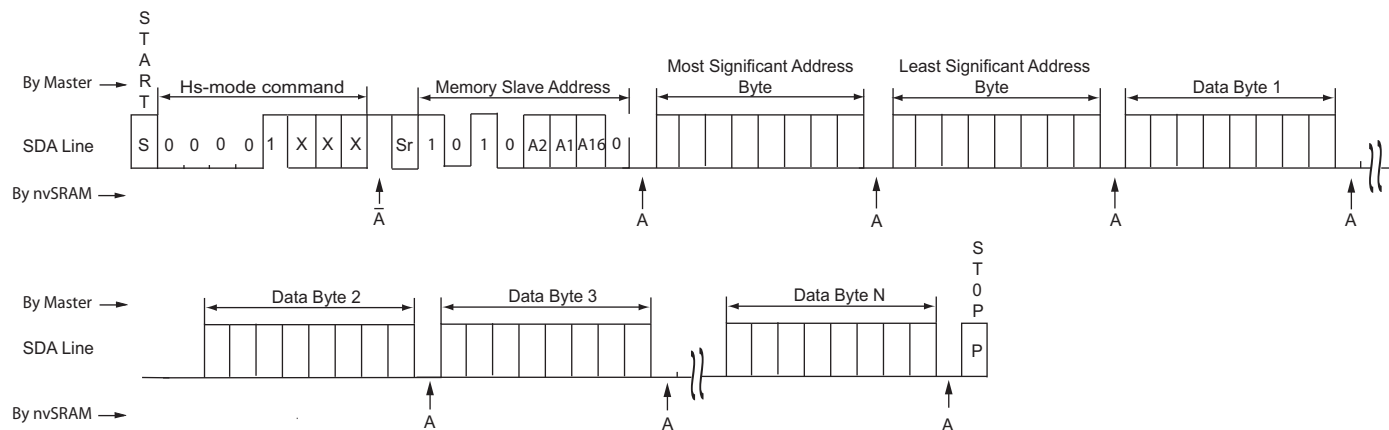 START
By Master
Hs-mode command
Memory Slave Address
Most Significant Address Byte
Least Significant Address Byte
Data Byte 1
SDA Line
S 0 0 0 0 1 X X X Sr 1 0 1 0 A2 A1 A16 0
By nvSRAM
A̅ A A A A
ST0P
By Master
Data Byte 2
Data Byte 3
Data Byte N
SDA Line
P
By nvSRAM
A A A